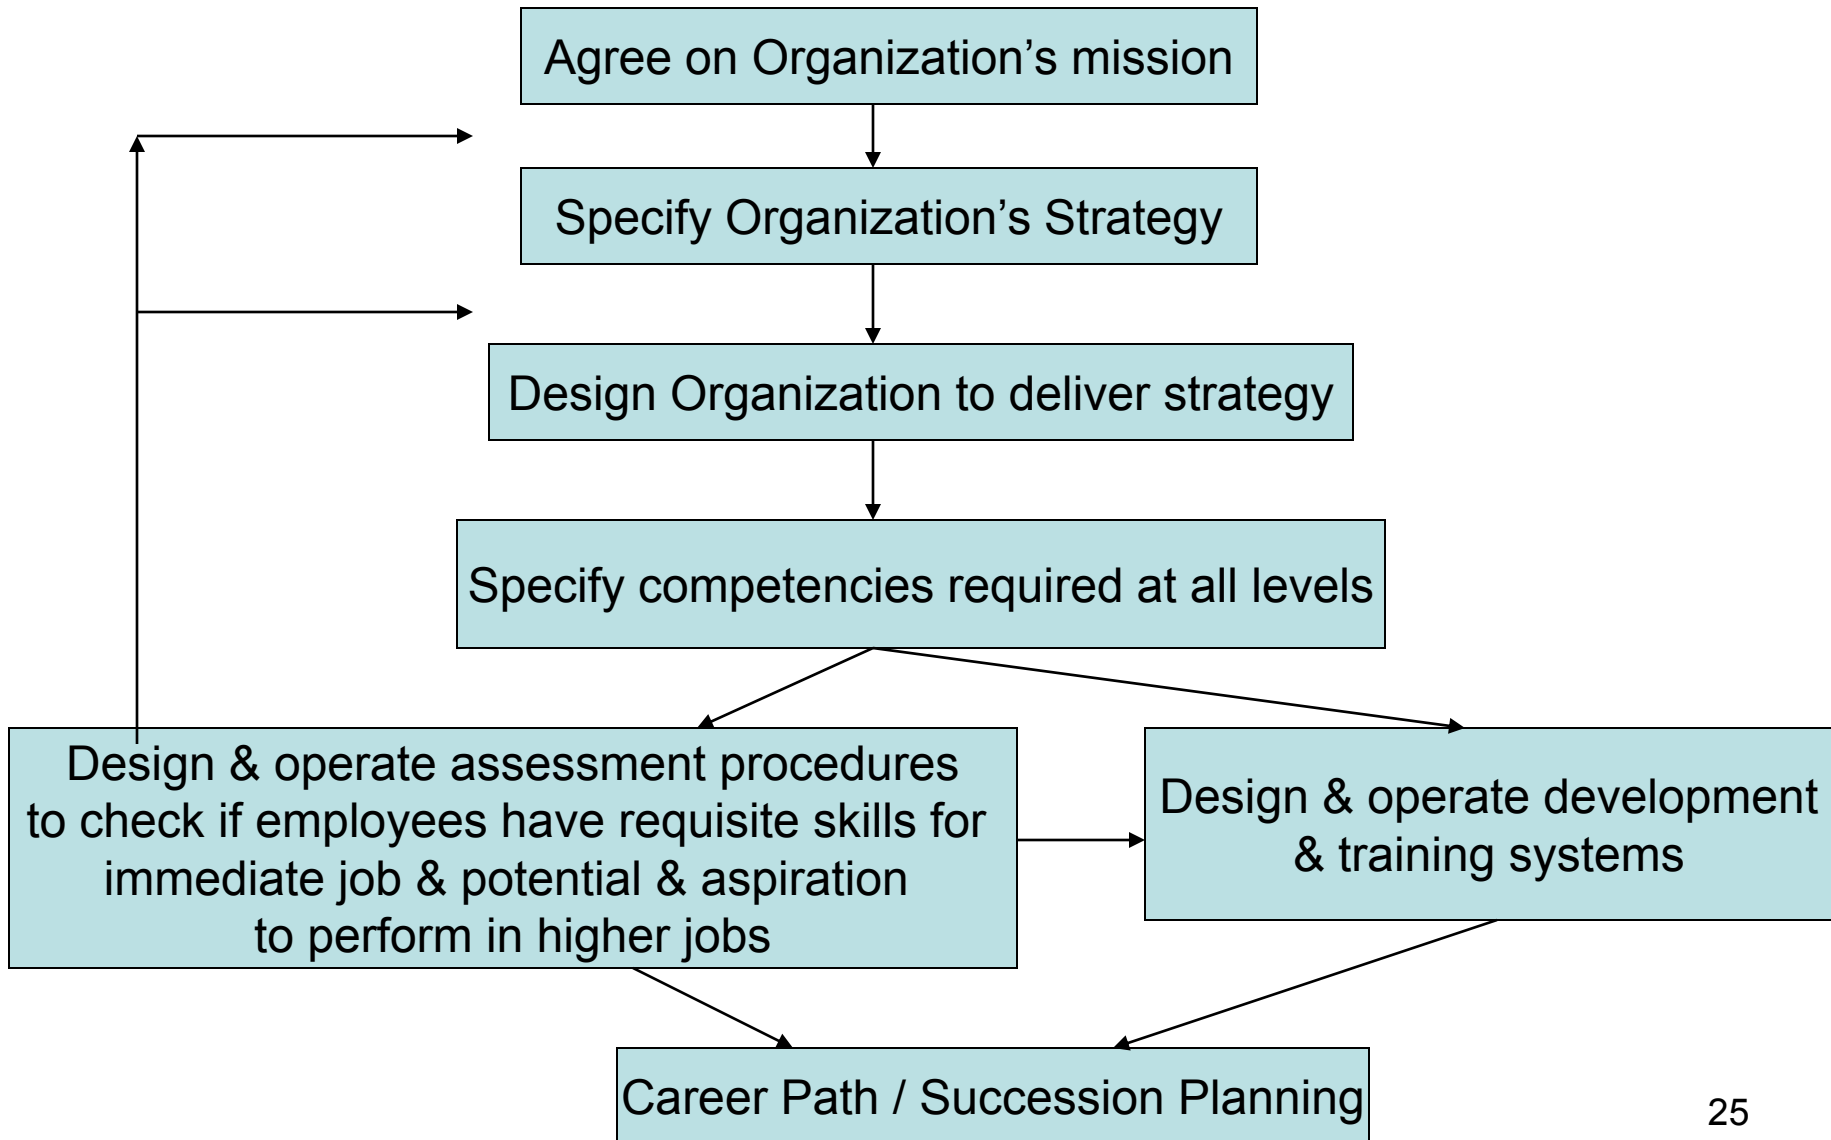 Agree on Organization’s mission
Specify Organization’s Strategy
Design Organization to deliver strategy
Specify competencies required at all levels
Design & operate assessment procedures
to check if employees have requisite skills for
immediate job & potential & aspiration
to perform in higher jobs
Design & operate development
& training systems
Career Path / Succession Planning
25